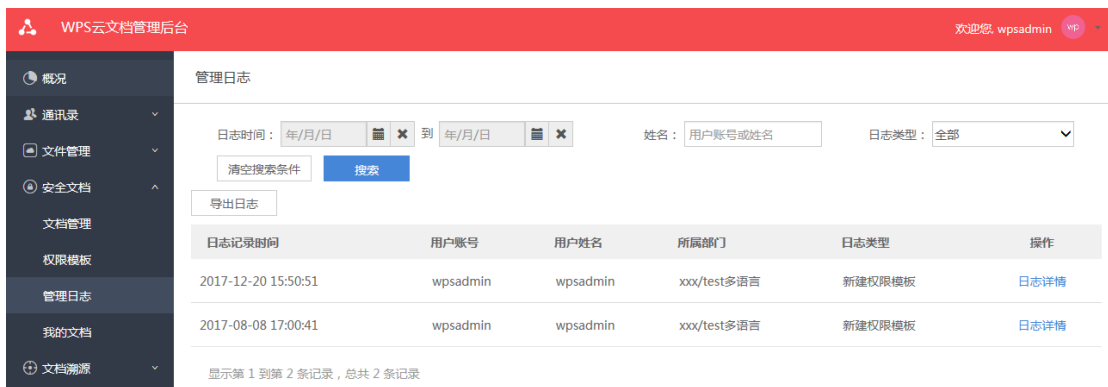 WPS云文档管理后台
欢迎您, wpsadmin wp
概况
通讯录
文件管理
安全文档
文档管理
权限模板
管理日志
我的文档
文档溯源
管理日志
日志时间： 年/月/日 到 年/月/日 姓名： 用户账号或姓名 日志类型： 全部
清空搜索条件 搜索
导出日志
日志记录时间 用户账号 用户姓名 所属部门 日志类型 操作
2017-12-20 15:50:51 wpsadmin wpsadmin xxx/test多语言 新建权限模板 日志详情
2017-08-08 17:00:41 wpsadmin wpsadmin xxx/test多语言 新建权限模板 日志详情
显示第 1 到第 2 条记录，总共 2 条记录